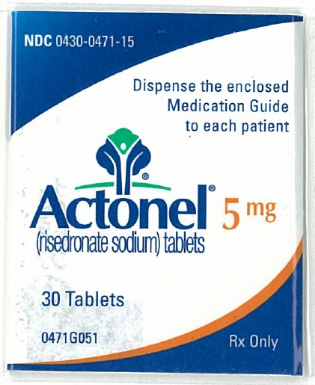 NDC 0430-0471-15
Dispense the enclosed
Medication Guide
to each patient
®
Actonel® 5 mg
(risedronate sodium) tablets
30 Tablets
0471G051
Rx Only